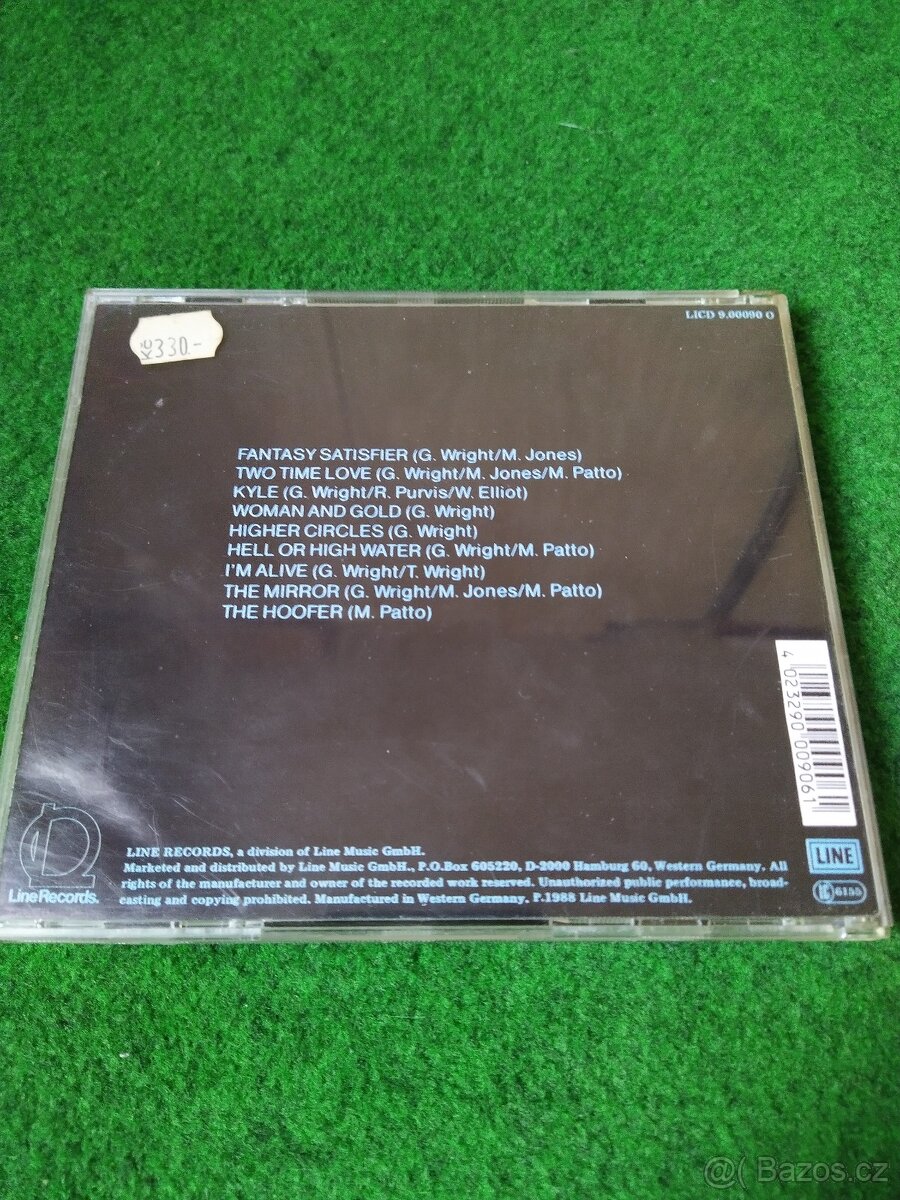 LICD 9.00090 O
Kč 330.-
FANTASY SATISFIER (G. Wright/M. Jones)
TWO TIME LOVE (G. Wright/M. Jones/M. Patto)
KYLE (G. Wright/R. Purvis/W. Elliot)
WOMAN AND GOLD (G. Wright)
HIGHER CIRCLES (G. Wright)
HELL OR HIGH WATER (G. Wright/M. Patto)
I'M ALIVE (G. Wright/T. Wright)
THE MIRROR (G. Wright/M. Jones/M. Patto)
THE HOOFER (M. Patto)
4 023290 009061
LINE RECORDS, a division of Line Music GmbH.
Marketed and distributed by Line Music GmbH., P.O.Box 605220, D-2000 Hamburg 60, Western Germany. All
rights of the manufacturer and owner of the recorded work reserved. Unauthorized public performance, broad-
casting and copying prohibited. Manufactured in Western Germany. P.1988 Line Music GmbH.
Line Records.
LINE
LC 6155
@( Bazos.cz